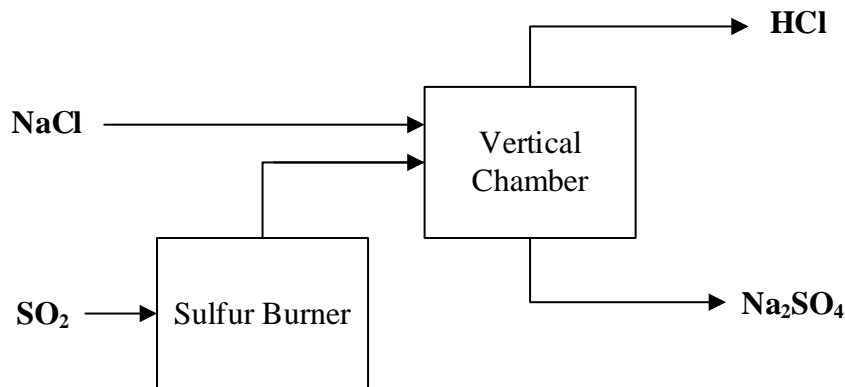 HCl
NaCl
Vertical
Chamber
SO₂
Sulfur Burner
Na₂SO₄